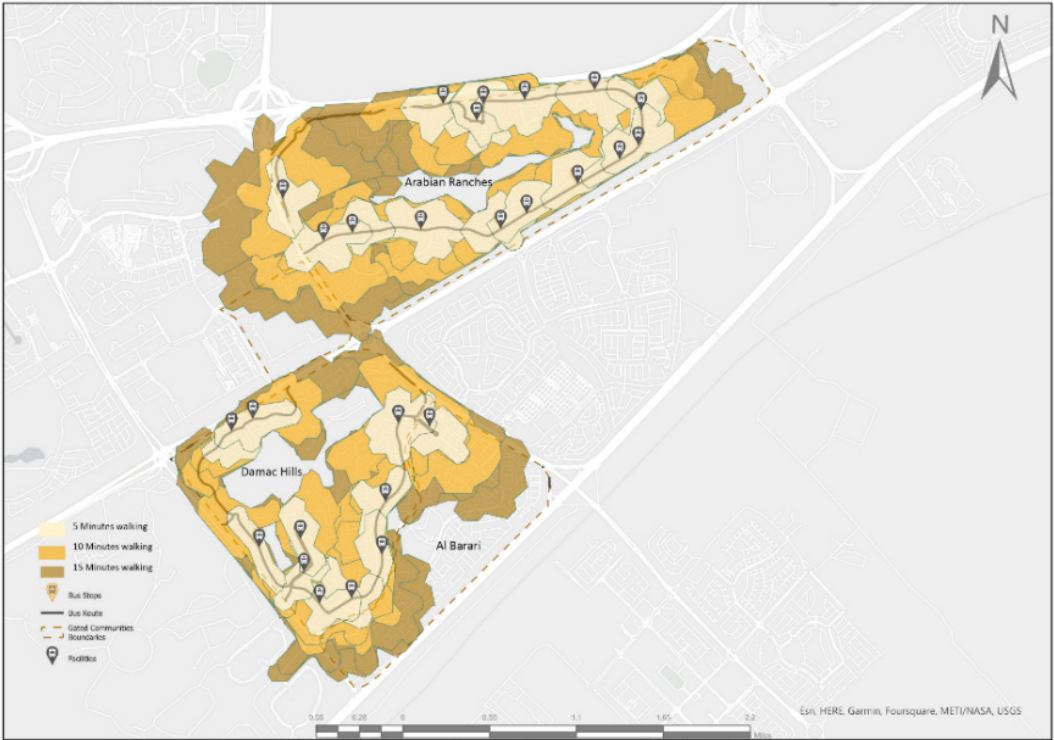 N
Arabian Ranches
Damac Hills
Al Barari
5 Minutes walking
10 Minutes walking
15 Minutes walking
Bus Stops
Bus Route
Gated Communities
Boundaries
Facilities
0 0.55 1.1 1.65 2.2
Miles
Esri, HERE, Garmin, Foursquare, METI/NASA, USGS